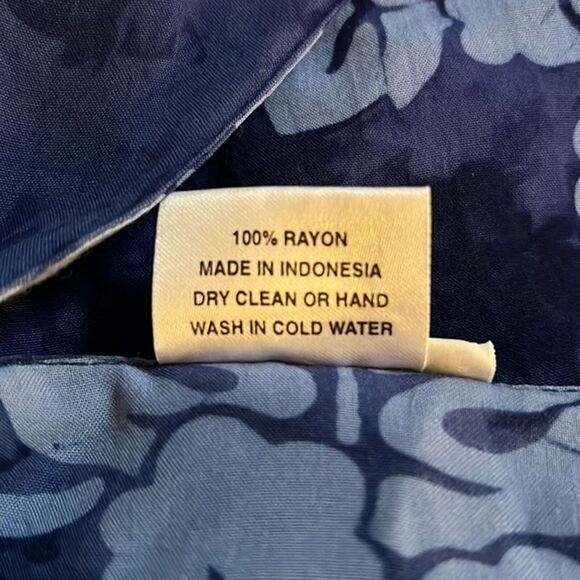 100% RAYON
MADE IN INDONESIA
DRY CLEAN OR HAND
WASH IN COLD WATER